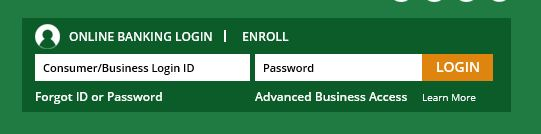 ONLINE BANKING LOGIN | ENROLL
Consumer/Business Login ID Password LOGIN
Forgot ID or Password Advanced Business Access Learn More